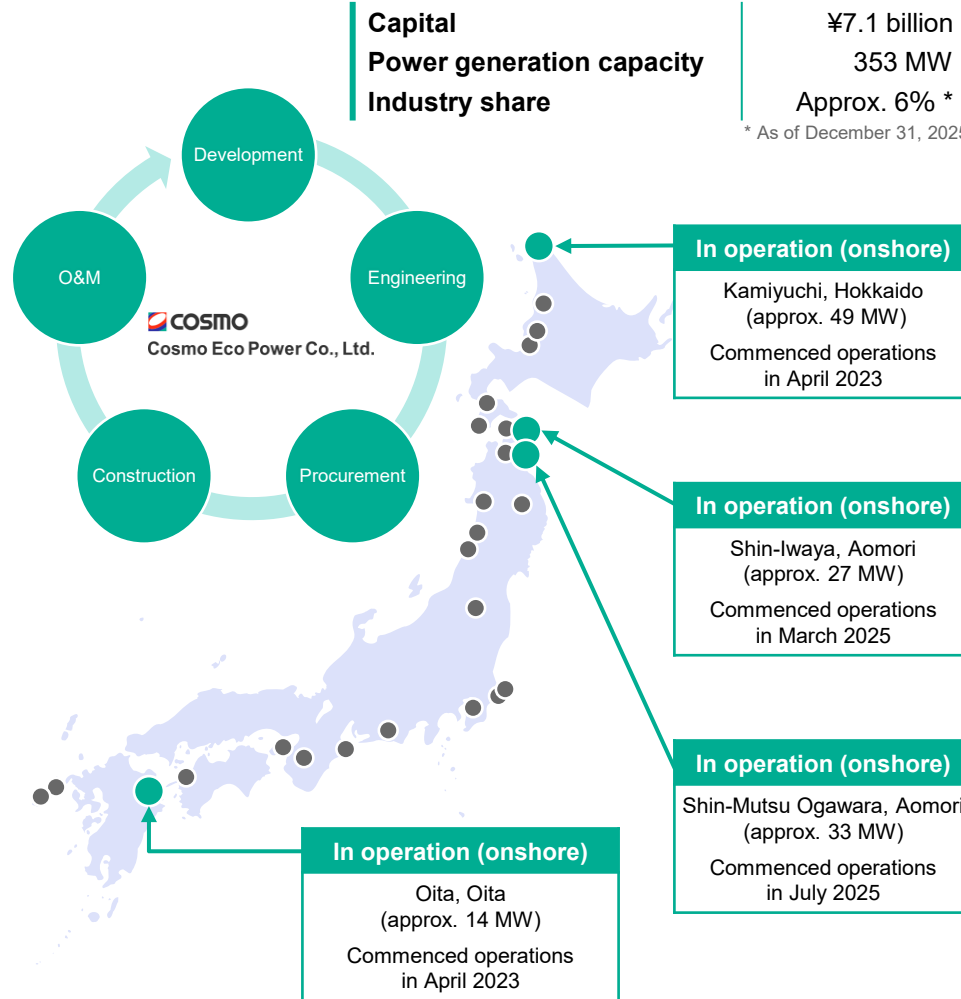 Capital ¥7.1 billion
Power generation capacity 353 MW
Industry share Approx. 6% *
* As of December 31, 2025
Development
Engineering
Procurement
Construction
O&M
COSMO
Cosmo Eco Power Co., Ltd.
In operation (onshore)
Kamiyuchi, Hokkaido
(approx. 49 MW)
Commenced operations
in April 2023
In operation (onshore)
Shin-Iwaya, Aomori
(approx. 27 MW)
Commenced operations
in March 2025
In operation (onshore)
Shin-Mutsu Ogawara, Aomori
(approx. 33 MW)
Commenced operations
in July 2025
In operation (onshore)
Oita, Oita
(approx. 14 MW)
Commenced operations
in April 2023